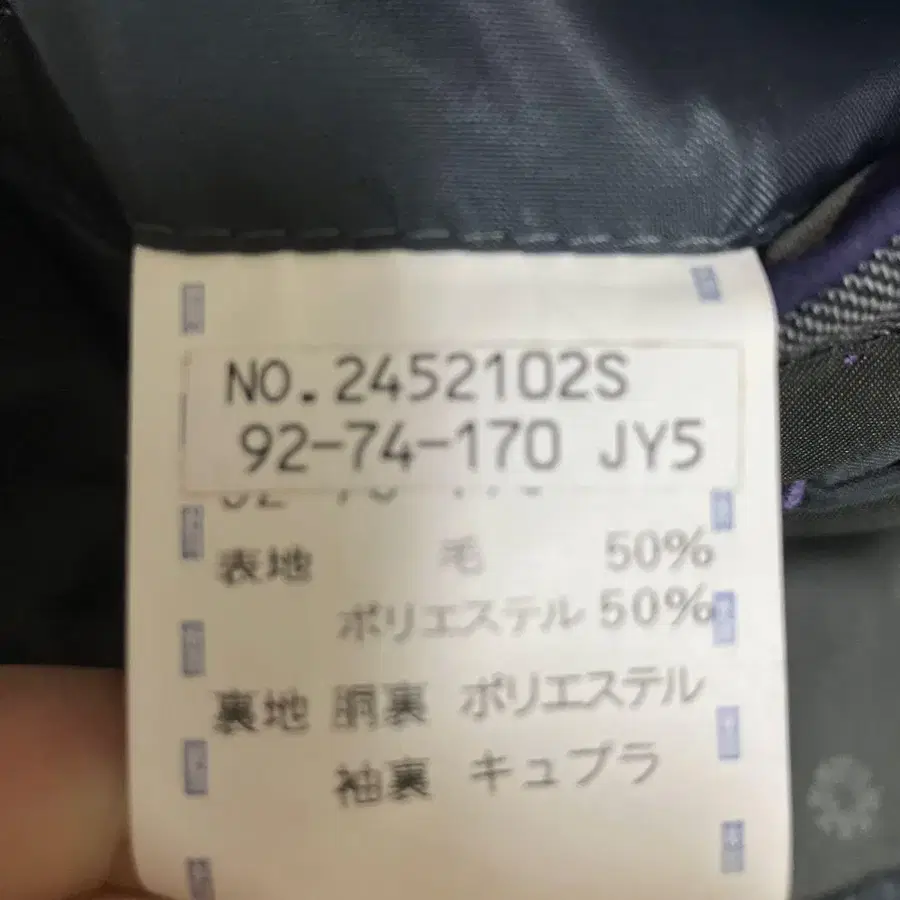 NO.2452102S
92-74-170 JY5
表地 毛 50%
ポリエステル 50%
裏地 胴裏 ポリエステル
袖裏 キュプラ